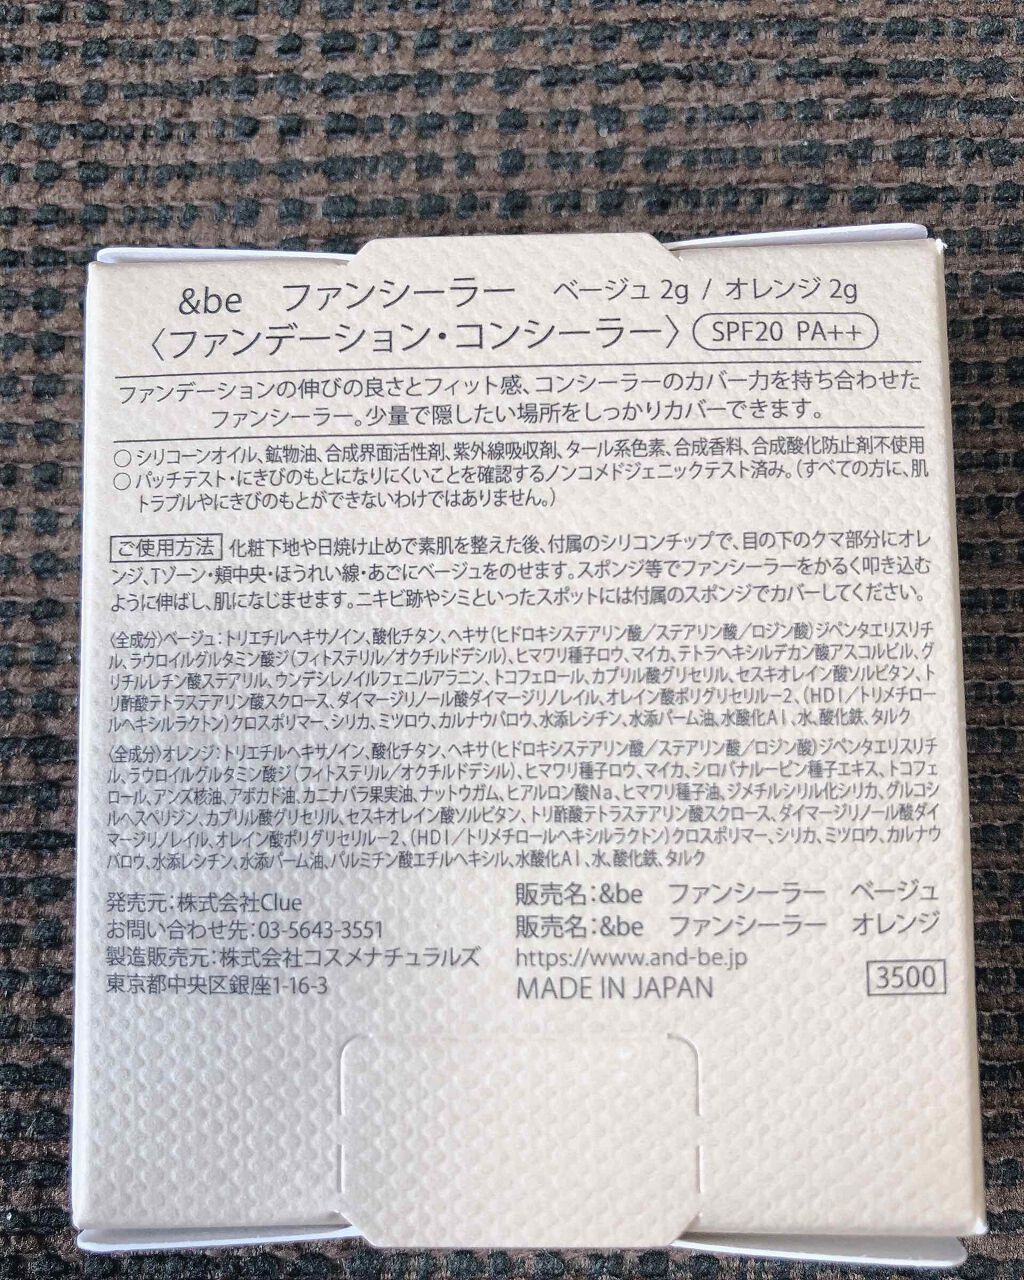 &be　ファンシーラー　ベージュ 2g / オレンジ 2g
〈ファンデーション・コンシーラー〉 SPF20 PA++
ファンデーションの伸びの良さとフィット感、コンシーラーのカバー力を持ち合わせた
ファンシーラー。少量で隠したい場所をしっかりカバーできます。
○ シリコーンオイル、鉱物油、合成界面活性剤、紫外線吸収剤、タール系色素、合成香料、合成酸化防止剤不使用
○ パッチテスト・にきびのもとになりにくいことを確認するノンコメドジェニックテスト済み。（すべての方に、肌
トラブルやにきびのもとができないわけではありません。）
ご使用方法 化粧下地や日焼け止めで素肌を整えた後、付属のシリコンチップで、目の下のクマ部分にオレ
ンジ、Tゾーン・頬中央・ほうれい線・あごにベージュをのせます。スポンジ等でファンシーラーをかるく叩き込む
ように伸ばし、肌になじませます。ニキビ跡やシミといったスポットには付属のスポンジでカバーしてください。
〈全成分〉ベージュ：トリエチルヘキサノイン、酸化チタン、ヘキサ（ヒドロキシステアリン酸／ステアリン酸／ロジン酸）ジペンタエリスリチ
ル、ラウロイルグルタミン酸ジ（フィトステリル／オクチルドデシル）、ヒマワリ種子ロウ、マイカ、テトラヘキシルデカン酸アスコルビル、グ
リチルレチン酸ステアリル、ウンデシレノイルフェニルアラニン、トコフェロール、カプリル酸グリセリル、セスキオレイン酸ソルビタン、ト
リ酢酸テトラステアリン酸スクロース、ダイマージリノール酸ダイマージリノレイル、オレイン酸ポリグリセリル－2、（HDI／トリメチロー
ルヘキシルラクトン）クロスポリマー、シリカ、ミツロウ、カルナウバロウ、水添レシチン、水添パーム油、水酸化Aｌ、水、酸化鉄、タルク
〈全成分〉オレンジ：トリエチルヘキサノイン、酸化チタン、ヘキサ（ヒドロキシステアリン酸／ステアリン酸／ロジン酸）ジペンタエリスリチ
ル、ラウロイルグルタミン酸ジ（フィトステリル／オクチルドデシル）、ヒマワリ種子ロウ、マイカ、シロバナルーピン種子エキス、トコフェ
ロール、アンズ核油、アボカド油、カニナバラ果実油、ナットウガム、ヒアルロン酸Na、ヒマワリ種子油、ジメチルシリル化シリカ、グルコシ
ルヘスペリジン、カプリル酸グリセリル、セスキオレイン酸ソルビタン、トリ酢酸テトラステアリン酸スクロース、ダイマージリノール酸ダイ
マージリノレイル、オレイン酸ポリグリセリル－2、（HDI／トリメチロールヘキシルラクトン）クロスポリマー、シリカ、ミツロウ、カルナウ
バロウ、水添レシチン、水添パーム油、パルミチン酸エチルヘキシル、水酸化Aｌ、水、酸化鉄、タルク
発売元：株式会社Clue
お問い合わせ先：03-5643-3551
製造販売元：株式会社コスメナチュラルズ
東京都中央区銀座1-16-3
販売名：&be　ファンシーラー　ベージュ
販売名：&be　ファンシーラー　オレンジ
https://www.and-be.jp
MADE IN JAPAN
3500